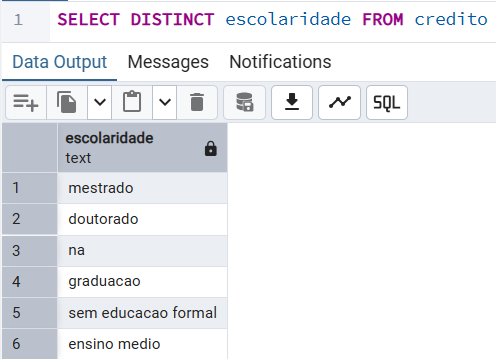 1 SELECT DISTINCT escolaridade FROM credito
Data Output Messages Notifications
SQL
escolaridade
text
1 mestrado
2 doutorado
3 na
4 graduacao
5 sem educacao formal
6 ensino medio